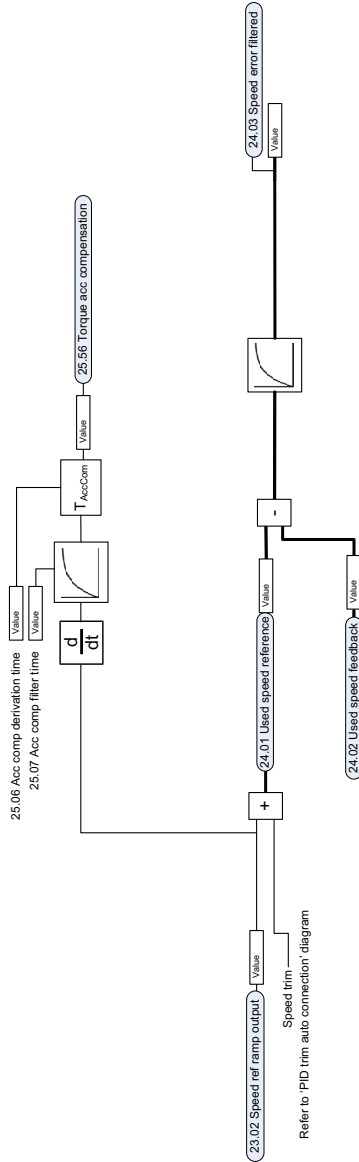 25.06 Acc comp derivation time
Value
25.07 Acc comp filter time
Value
d
dt
T AccCom
Value
25.56 Torque acc compensation
23.02 Speed ref ramp output
Value
Speed trim
Refer to 'PID trim auto connection' diagram
+
24.01 Used speed reference
Value
-
24.02 Used speed feedback
Value
24.03 Speed error filtered
Value